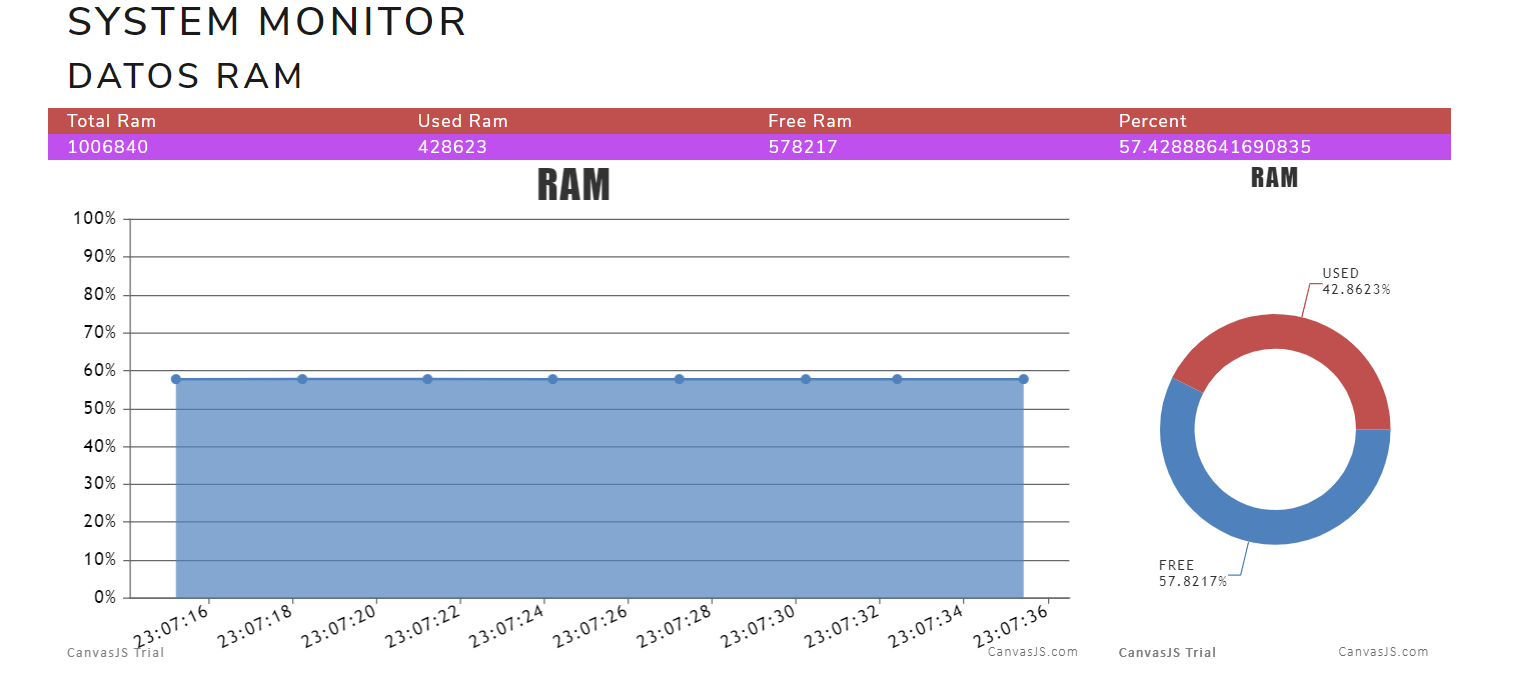 SYSTEM MONITOR
DATOS RAM
Total Ram Used Ram Free Ram Percent
1006840 428623 578217 57.42888641690835
RAM
100%
90%
80%
70%
60%
50%
40%
30%
20%
10%
0%
23:07:16 23:07:18 23:07:20 23:07:22 23:07:24 23:07:26 23:07:28 23:07:30 23:07:32 23:07:34 23:07:36
CanvasJS Trial CanvasJS.com
RAM
USED
42.8623%
FREE
57.8217%
CanvasJS Trial CanvasJS.com